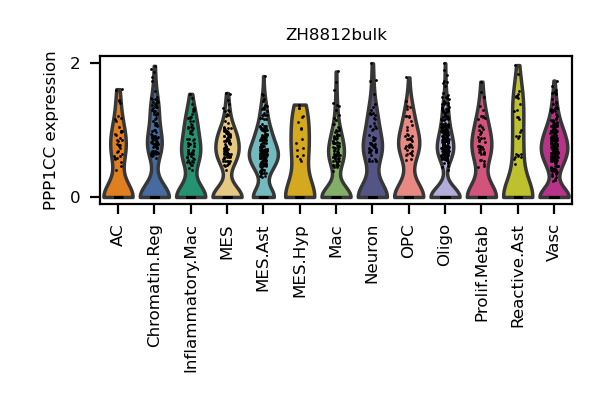 ZH8812bulk
PPP1CC expression
2
0
AC
Chromatin.Reg
Inflammatory.Mac
MES
MES.Ast
MES.Hyp
Mac
Neuron
OPC
Oligo
Prolif.Metab
Reactive.Ast
Vasc